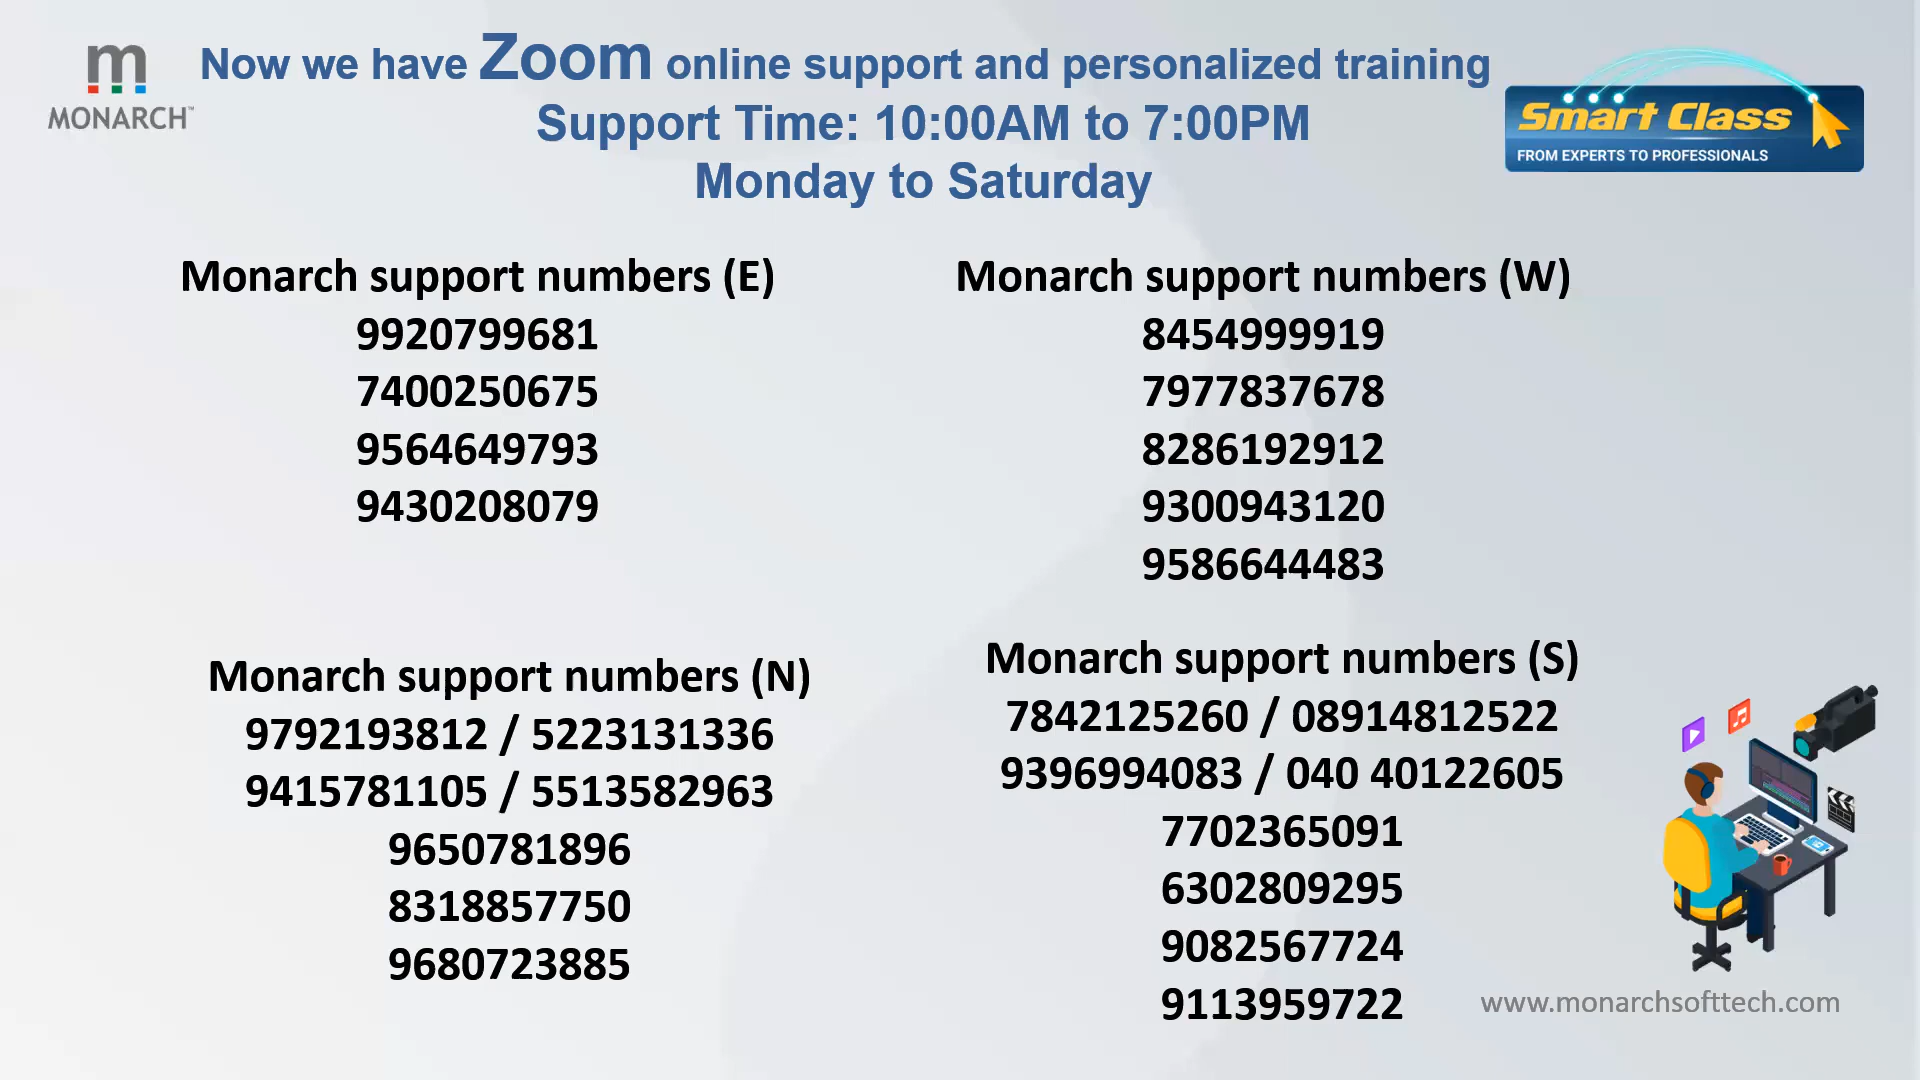 m
MONARCH™
Now we have Zoom online support and personalized training
Support Time: 10:00AM to 7:00PM
Monday to Saturday
Smart Class
FROM EXPERTS TO PROFESSIONALS
Monarch support numbers (E)
9920799681
7400250675
9564649793
9430208079
Monarch support numbers (W)
8454999919
7977837678
8286192912
9300943120
9586644483
Monarch support numbers (N)
9792193812 / 5223131336
9415781105 / 5513582963
9650781896
8318857750
9680723885
Monarch support numbers (S)
7842125260 / 08914812522
9396994083 / 040 40122605
7702365091
6302809295
9082567724
9113959722
www.monarchsofttech.com